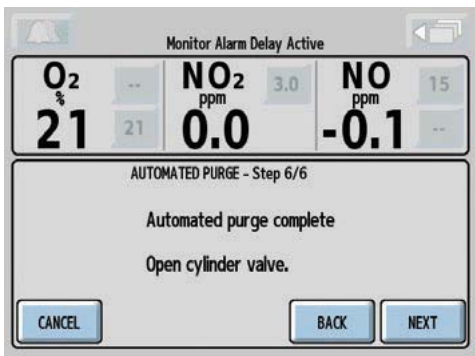 Monitor Alarm Delay Active
O2 % -- NO2 ppm 3.0 NO ppm 15
21 21 0.0 -0.1 --
AUTOMATED PURGE - Step 6/6
Automated purge complete
Open cylinder valve.
CANCEL BACK NEXT